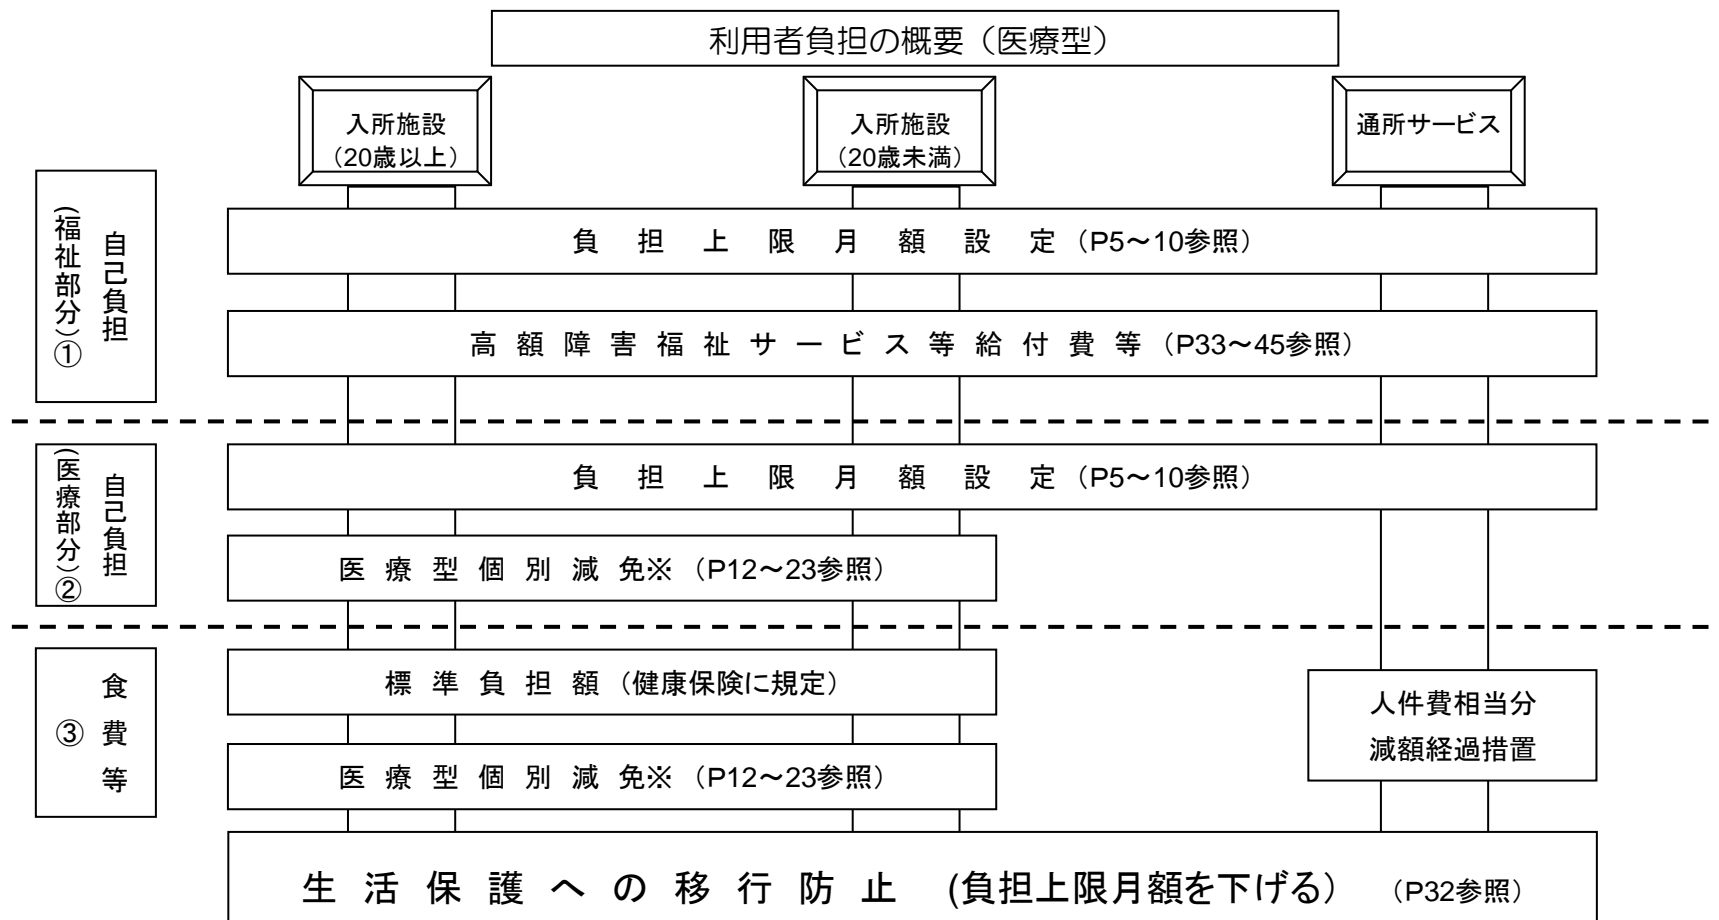 利用者負担の概要（医療型）
入所施設
（20歳以上）
入所施設
（20歳未満）
通所サービス
自己負担
（福祉部分）①
負担上限月額設定（P5～10参照）
高額障害福祉サービス等給付費等（P33～45参照）
自己負担
（医療部分）②
負担上限月額設定（P5～10参照）
医療型個別減免※（P12～23参照）
食費等
③
標準負担額（健康保険に規定）
医療型個別減免※（P12～23参照）
人件費相当分
減額経過措置
生活保護への移行防止 (負担上限月額を下げる） （P32参照）